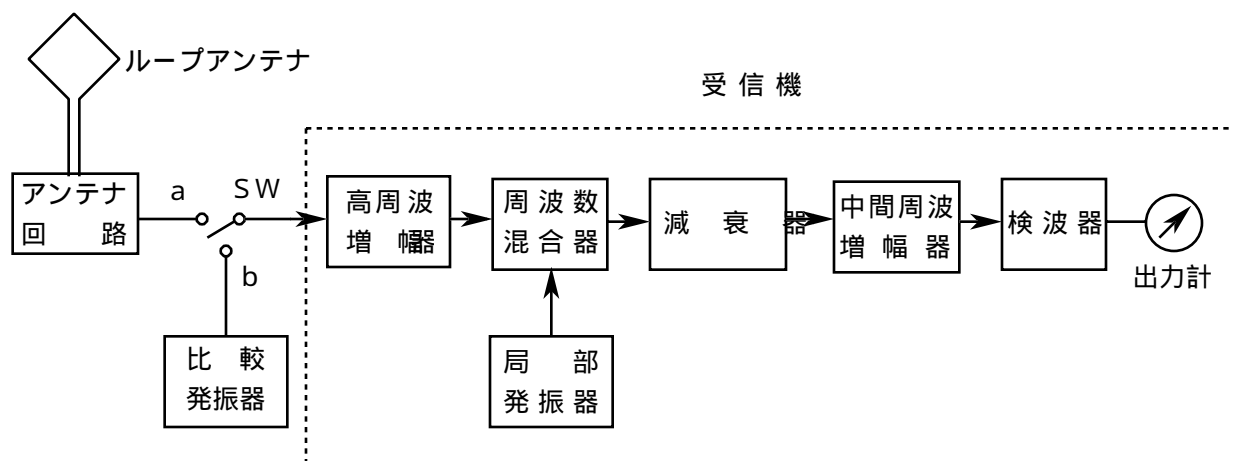 ループアンテナ
受信機
アンテナ
回路
a
SW
b
高周波
増幅器
周波数
混合器
減衰器
中間周波
増幅器
検波器
出力計
比較
発振器
局部
発振器